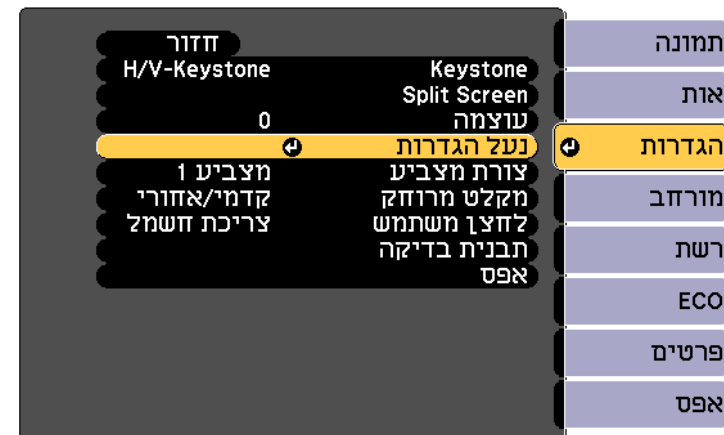 תמונה
אות
הגדרות
מורחב
רשת
ECO
פרטים
אפס
חזור
Keystone H/V-Keystone
Split Screen
עוצמה 0
נעל הגדרות
צורת מצביע מצביע 1
מקלט מרוחק קדמי/אחורי
לחצן משתמש צריכת חשמל
תבנית בדיקה
אפס